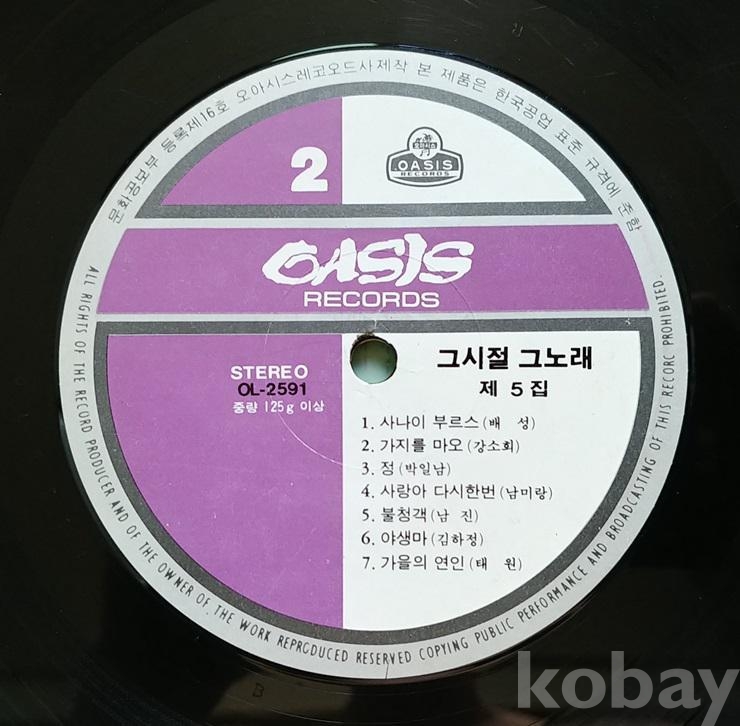 문화공보부 등록제16호 오아시스레코오드사제작 본 제품은 한국공업 표준 규격에 준함
2
오아시스
OASIS
RECORDS
OASIS
RECORDS
STEREO
OL-2591
중량 125g 이상
그시절 그노래
제 5 집
1. 사나이 부르스(배 성)
2. 가지를 마오(강소희)
3. 정(박일남)
4. 사랑아 다시한번(남미랑)
5. 불청객(남 진)
6. 야생마(김하정)
7. 가을의 연인(태 원)
ALL RIGHTS OF THE RECORD PRODUCER AND OF THE OWNER OF THE WORK REPRCDUCED RESERVED COPYING PUBLIC PERFORMANCE AND BROADCASTING OF THIS RECORC PROHIBITED.
kobay